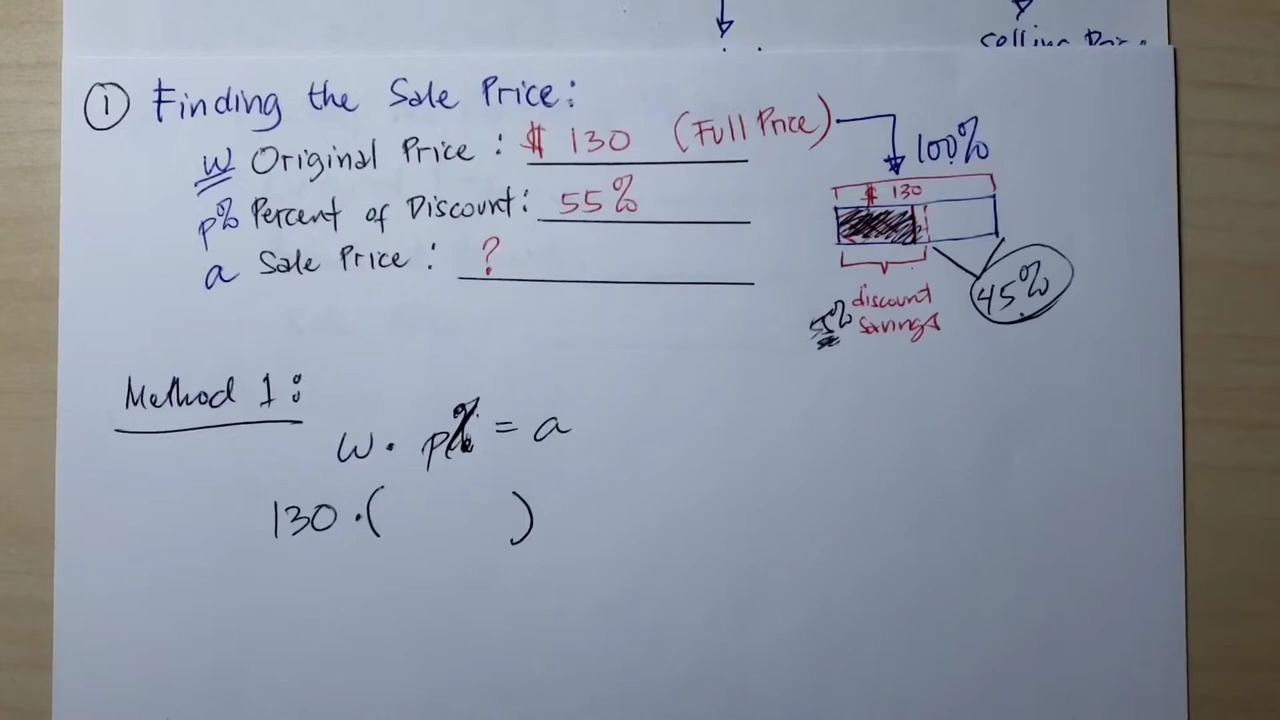 ① Finding the Sale Price:
w Original Price: $ 130 (Full Price)
100%
$ 130
p% Percent of Discount: 55%
a Sale Price: ?
45%
55% discount
savings
Method 1:
w · p% = a
130 · ( )